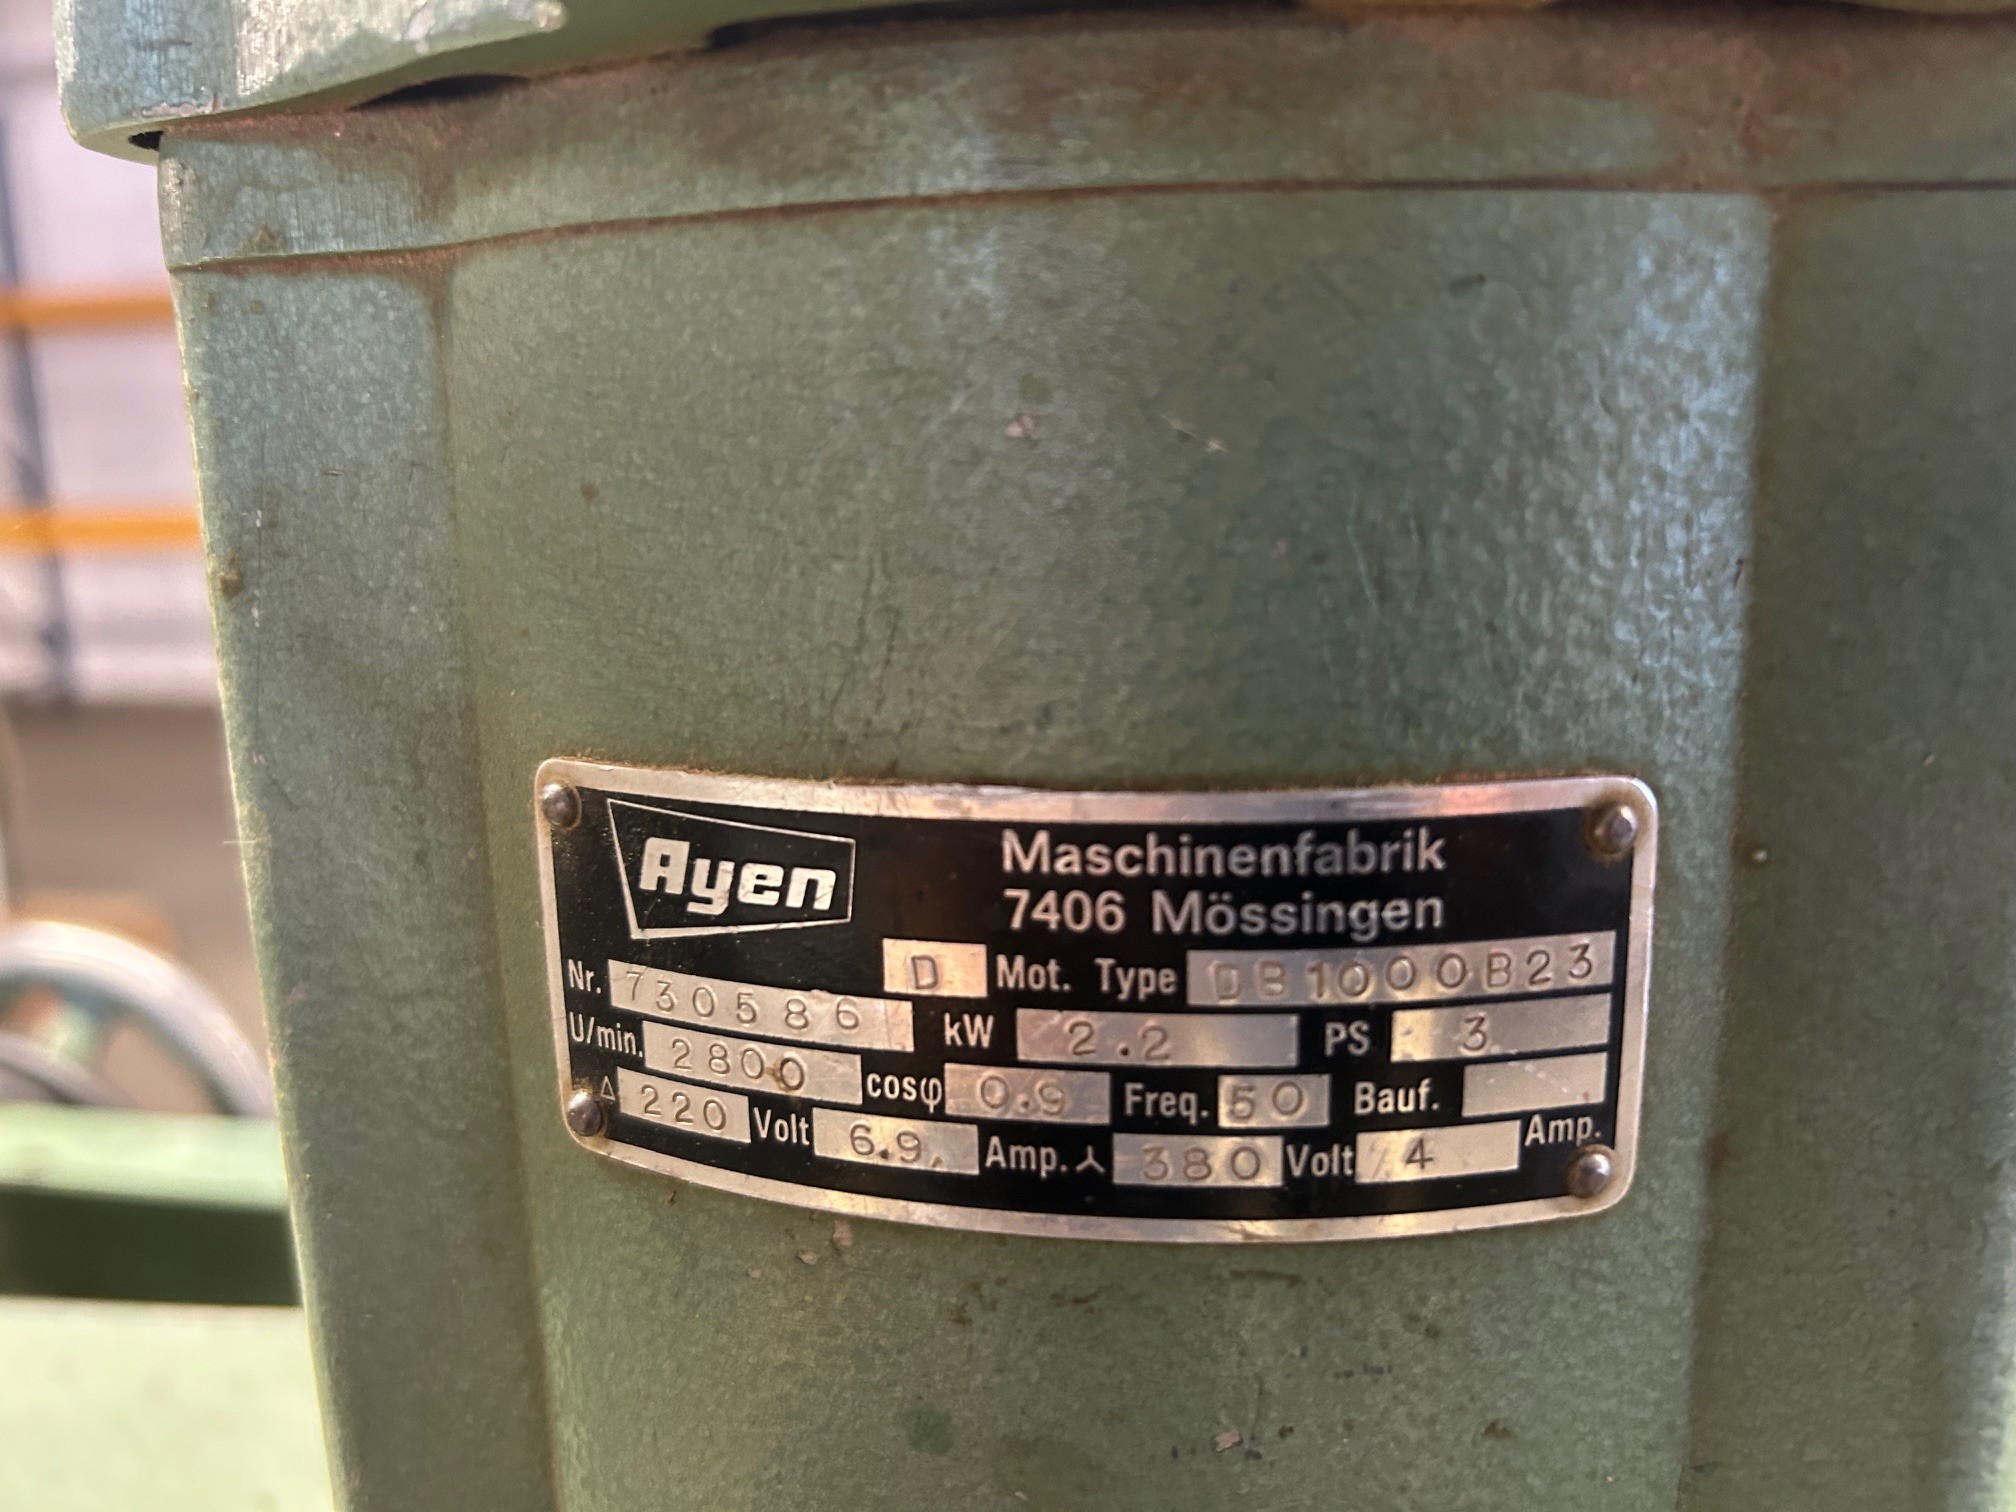 Ayen
Maschinenfabrik
7406 Mössingen
D Mot. Type DB1000B23
Nr. 730586 kW 2.2 PS 3
U/min. 2800 cosφ 0.9 Freq. 50 Bauf.
△ 220 Volt 6.9 Amp. ⅄ 380 Volt 4 Amp.